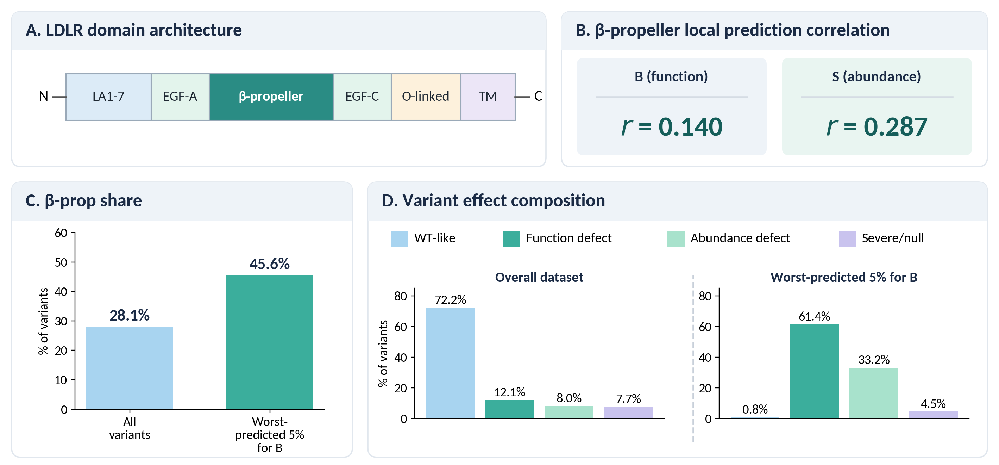 A. LDLR domain architecture
N
LA1-7
EGF-A
β-propeller
EGF-C
O-linked
TM
C
B. β-propeller local prediction correlation
B (function)
r = 0.140
S (abundance)
r = 0.287
C. β-prop share
% of variants
60
50
40
30
20
10
0
28.1%
45.6%
All
variants
Worst-
predicted 5%
for B
D. Variant effect composition
WT-like
Function defect
Abundance defect
Severe/null
Overall dataset
% of variants
80
60
40
20
0
72.2%
12.1%
8.0%
7.7%
Worst-predicted 5% for B
80
60
40
20
0
0.8%
61.4%
33.2%
4.5%